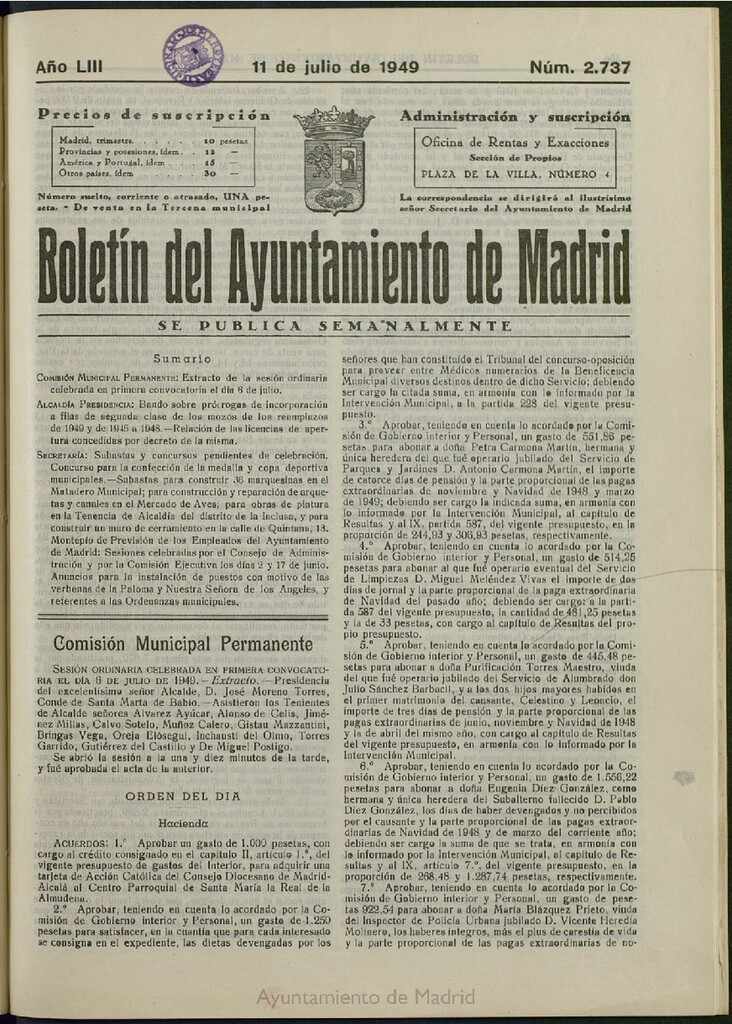 Año LIII 11 de julio de 1949 Núm. 2.737
Precios de suscripción
Madrid, trimestre. . . . . . 10 pesetas
Provincias y posesiones, ídem. . . 12 —
América y Portugal, ídem . . . 15 —
Otros países, ídem . . . . 30 —
Número suelto, corriente o atrasado, UNA pe-
seta. - De venta en la Tercena municipal
Administración y suscripción
Oficina de Rentas y Exacciones
Sección de Propios
PLAZA DE LA VILLA, NÚMERO 4
La correspondencia se dirigirá al ilustrísimo
señor Secretario del Ayuntamiento de Madrid
Boletín del Ayuntamiento de Madrid
SE PUBLICA SEMANALMENTE
Sumario
COMISIÓN MUNICIPAL PERMANENTE: Extracto de la sesión ordinaria
celebrada en primera convocatoria el día 6 de julio.
ALCALDÍA PRESIDENCIA: Bando sobre prórrogas de incorporación
a filas de segunda clase de los mozos de los reemplazos
de 1949 y de 1945 a 1948.—Relación de las licencias de aper-
tura concedidas por decreto de la misma.
SECRETARÍA: Subastas y concursos pendientes de celebración.
Concurso para la confección de la medalla y copa deportiva
municipales.—Subastas para construir 36 marquesinas en el
Matadero Municipal; para construcción y reparación de arque-
tas y canales en el Mercado de Aves; para obras de pintura
en la Tenencia de Alcaldía del distrito de la Inclusa, y para
construir un muro de cerramiento en la calle de Quintana, 13.
Montepío de Previsión de los Empleados del Ayuntamiento
de Madrid: Sesiones celebradas por el Consejo de Adminis-
tración y por la Comisión Ejecutiva los días 2 y 17 de junio.
Anuncios para la instalación de puestos con motivo de las
verbenas de la Paloma y Nuestra Señora de los Angeles, y
referentes a las Ordenanzas municipales.
Comisión Municipal Permanente
SESIÓN ORDINARIA CELEBRADA EN PRIMERA CONVOCATO-
RIA EL DÍA 6 DE JULIO DE 1949.—Extracto.—Presidencia
del excelentísimo señor Alcalde, D. José Moreno Torres,
Conde de Santa Marta de Babío.—Asistieron los Tenientes
de Alcalde señores Alvarez Ayúcar, Alonso de Celis, Jimé-
nez Millas, Calvo Sotelo, Muñoz Calero, Gistau Mazzantini,
Bringas Vega, Oreja Elósegui, Inchausti del Olmo, Torres
Garrido, Gutiérrez del Castillo y De Miguel Postigo.
Se abrió la sesión a la una y diez minutos de la tarde,
y fué aprobada el acta de la anterior.
ORDEN DEL DIA
Hacienda
ACUERDOS: 1.º Aprobar un gasto de 1.000 pesetas, con
cargo al crédito consignado en el capítulo II, artículo 1.º, del
vigente presupuesto de gastos del Interior, para adquirir una
tarjeta de Acción Católica del Consejo Diocesano de Madrid-
Alcalá al Centro Parroquial de Santa María la Real de la
Almudena.
2.º Aprobar, teniendo en cuenta lo acordado por la Co-
misión de Gobierno interior y Personal, un gasto de 1.250
pesetas para satisfacer, en la cuantía que para cada interesado
se consigna en el expediente, las dietas devengadas por los
señores que han constituído el Tribunal del concurso-oposición
para proveer entre Médicos numerarios de la Beneficencia
Municipal diversos destinos dentro de dicho Servicio; debiendo
ser cargo la citada suma, en armonía con lo informado por la
Intervención Municipal, a la partida 228 del vigente presu-
puesto.
3.º Aprobar, teniendo en cuenta lo acordado por la Comi-
sión de Gobierno interior y Personal, un gasto de 551,86 pe-
setas para abonar a doña Petra Carmona Martín, hermana y
única heredera del que fué operario jubilado del Servicio de
Parques y Jardines D. Antonio Carmona Martín, el importe
de catorce días de pensión y la parte proporcional de las pagas
extraordinarias de noviembre y Navidad de 1948 y marzo
de 1949; debiendo ser cargo la indicada suma, en armonía con
lo informado por la Intervención Municipal, al capítulo de
Resultas y al IX, partida 587, del vigente presupuesto, en la
proporción de 244,93 y 306,93 pesetas, respectivamente.
4.º Aprobar, teniendo en cuenta lo acordado por la Co-
misión de Gobierno interior y Personal, un gasto de 514,25
pesetas para abonar al que fué operario eventual del Servicio
de Limpiezas D. Miguel Meléndez Vivas el importe de dos
días de jornal y la parte proporcional de la paga extraordinaria
de Navidad del pasado año; debiendo ser cargo a la parti-
da 587 del vigente presupuesto, la cantidad de 481,25 pesetas
y la de 33 pesetas, con cargo al capítulo de Resultas del pro-
pio presupuesto.
5.º Aprobar, teniendo en cuenta lo acordado por la Comi-
sión de Gobierno interior y Personal, un gasto de 445,48 pe-
setas para abonar a doña Purificación Torres Maestro, viuda
del que fué operario jubilado del Servicio de Alumbrado don
Julio Sánchez Barbacil, y a los dos hijos mayores habidos en
el primer matrimonio del causante, Celestino y Leoncio, el
importe de tres días de pensión y la parte proporcional de las
pagas extraordinarias de junio, noviembre y Navidad de 1948
y la de abril del mismo año, con cargo al capítulo de Resultas
del vigente presupuesto, en armonía con lo informado por la
Intervención Municipal.
6.º Aprobar, teniendo en cuenta lo acordado por la Co-
misión de Gobierno interior y Personal, un gasto de 1.556,22
pesetas para abonar a doña Eugenia Díez González, como
hermana y única heredera del Subalterno fallecido D. Pablo
Díez González, los días de haber devengados y no percibidos
por el causante y la parte proporcional de las pagas extraor-
dinarias de Navidad de 1948 y de marzo del corriente año;
debiendo ser cargo la suma de que se trata, en armonía con
lo informado por la Intervención Municipal, al capítulo de Re-
sultas y al IX, artículo 7.º, del vigente presupuesto, en la
proporción de 268,48 y 1.287,74 pesetas, respectivamente.
7.º Aprobar, teniendo en cuenta lo acordado por la Co-
misión de Gobierno interior y Personal, un gasto de pese-
tas 922,54 para abonar a doña María Blázquez Prieto, viuda
del Inspector de Policía Urbana jubilado D. Vicente Heredia
Molinero, los haberes íntegros, más el plus de carestía de vida
y la parte proporcional de las pagas extraordinarias de no-
Ayuntamiento de Madrid